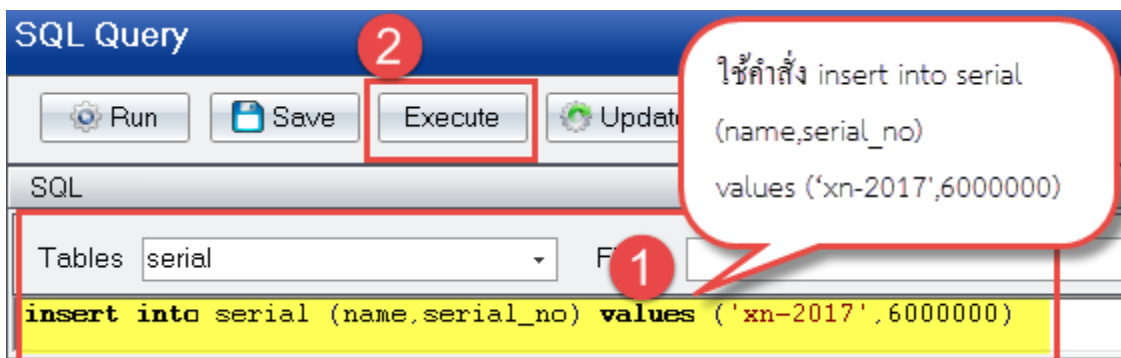 SQL Query
2
ใช้คำสั่ง insert into serial
(name,serial_no)
values (‘xn-2017',6000000)
Run Save Execute Update
SQL
Tables serial
1
insert into serial (name,serial_no) values ('xn-2017',6000000)